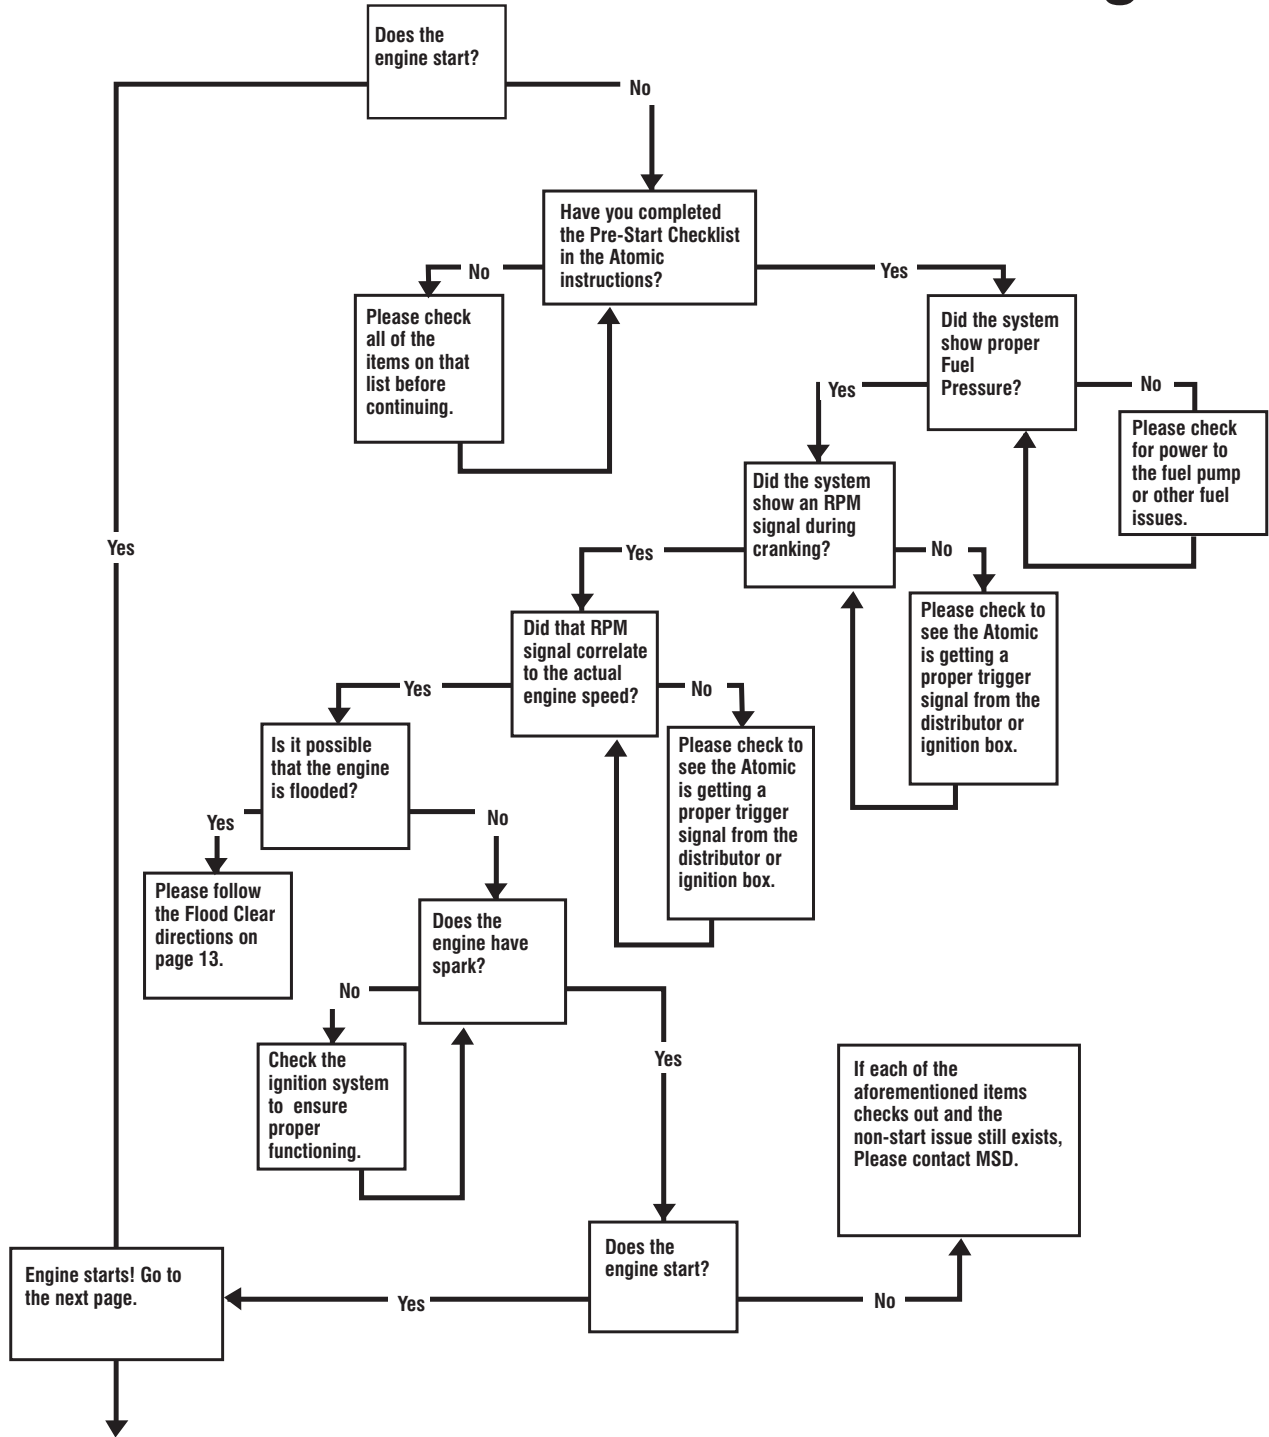 Does the
engine start?
No
Have you completed
the Pre-Start Checklist
in the Atomic
instructions?
No
Yes
Please check
all of the
items on that
list before
continuing.
Did the system
show proper
Fuel
Pressure?
Yes
No
Please check
for power to
the fuel pump
or other fuel
issues.
Did the system
show an RPM
signal during
cranking?
Yes
Yes
No
Please check to
see the Atomic
is getting a
proper trigger
signal from the
distributor or
ignition box.
Did that RPM
signal correlate
to the actual
engine speed?
Yes
No
Please check to
see the Atomic
is getting a
proper trigger
signal from the
distributor or
ignition box.
Is it possible
that the engine
is flooded?
Yes
No
Please follow
the Flood Clear
directions on
page 13.
Does the
engine have
spark?
No
Yes
Check the
ignition system
to  ensure
proper
functioning.
If each of the
aforementioned items
checks out and the
non-start issue still exists,
Please contact MSD.
Does the
engine start?
Engine starts! Go to
the next page.
Yes
No